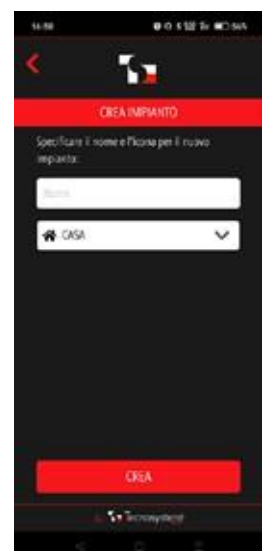 CREA IMPIANTO
Specificare il nome e l'icona per il nuovo
impianto:
Nome
CASA
CREA
Tecnosystemi